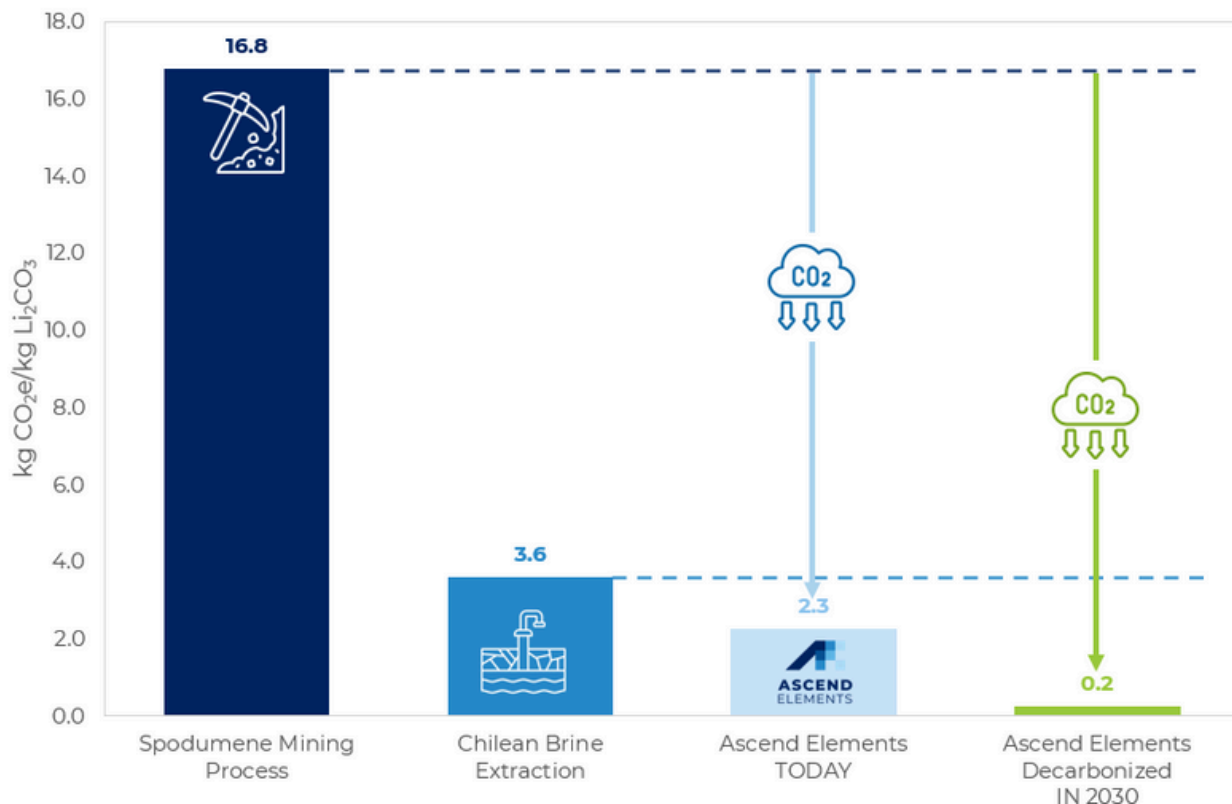 18.0
16.0
14.0
12.0
10.0
8.0
6.0
4.0
2.0
0.0
kg CO₂e/kg Li₂CO₃
16.8
3.6
2.3
0.2
CO₂
CO₂
ASCEND
ELEMENTS
Spodumene Mining
Process
Chilean Brine
Extraction
Ascend Elements
TODAY
Ascend Elements
Decarbonized
IN 2030